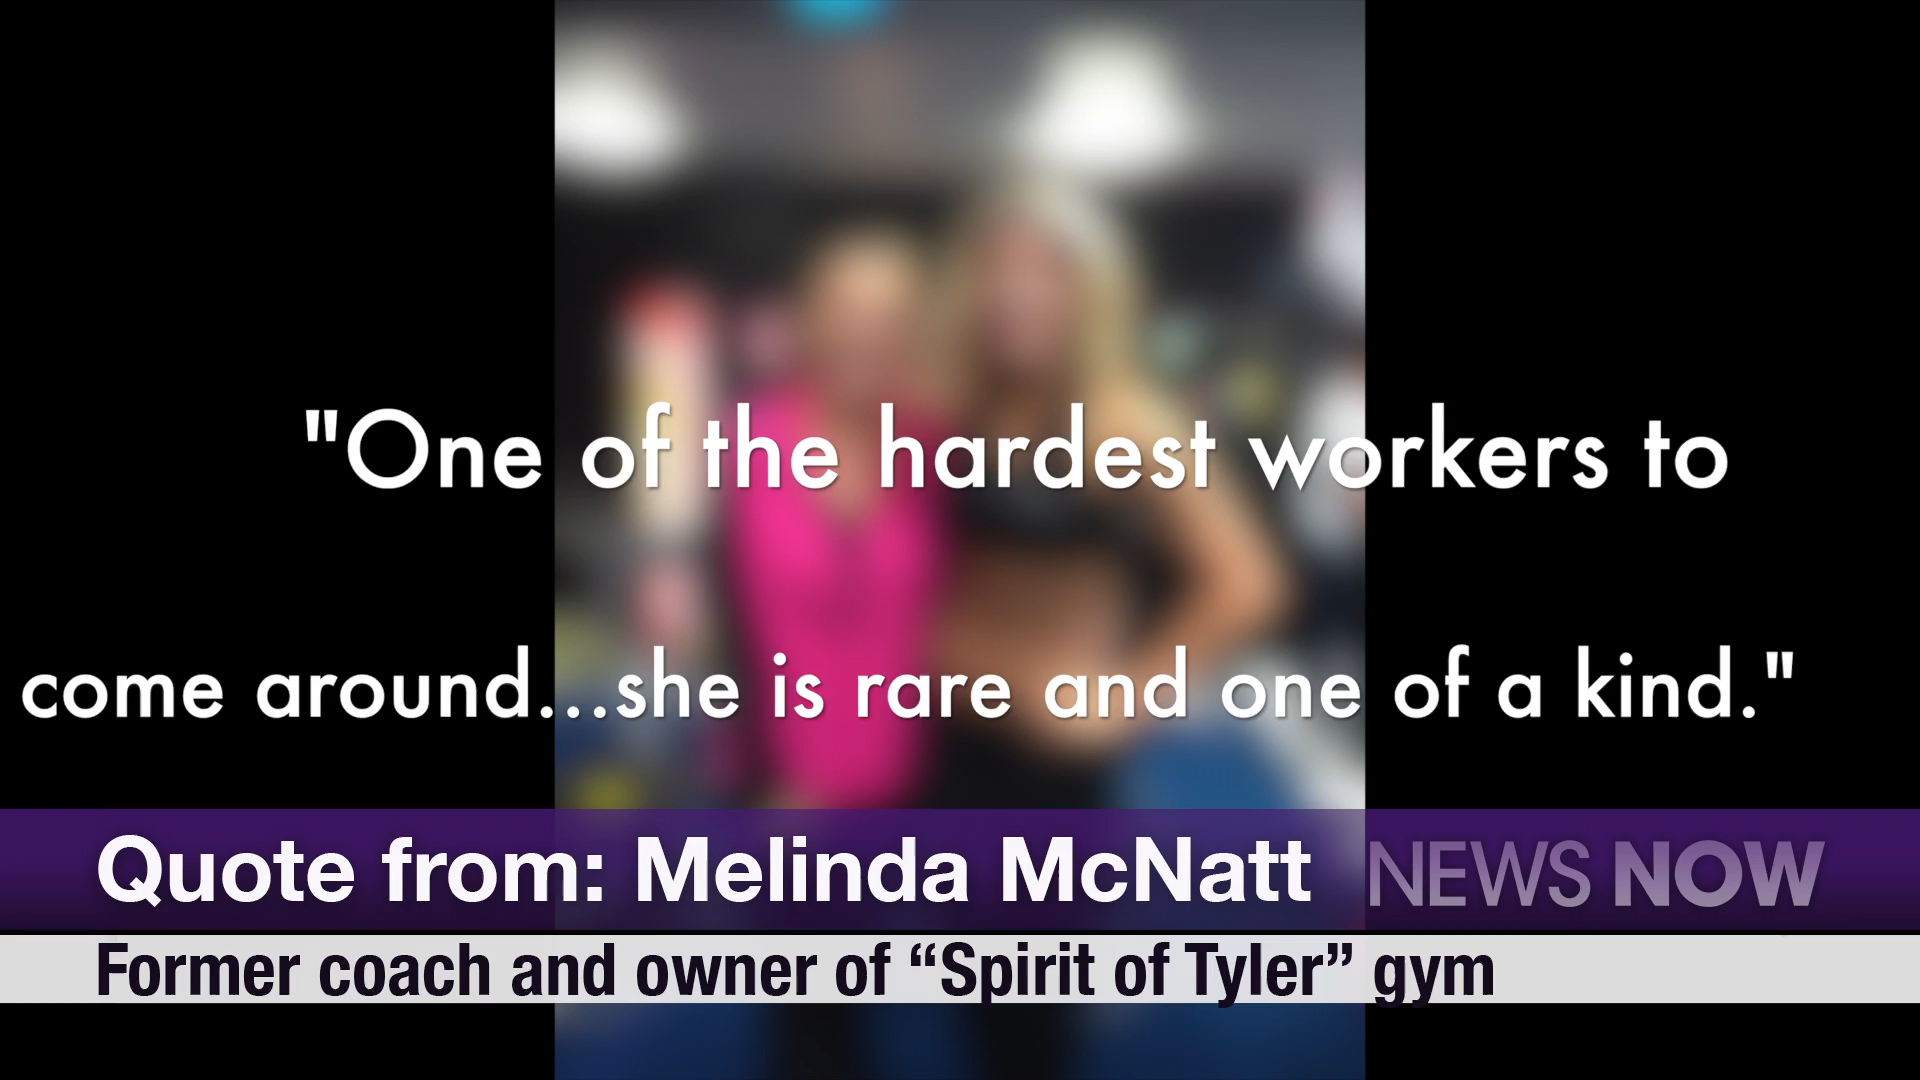 "One of the hardest workers to
come around...she is rare and one of a kind."
Quote from: Melinda McNatt
NEWS NOW
Former coach and owner of “Spirit of Tyler” gym